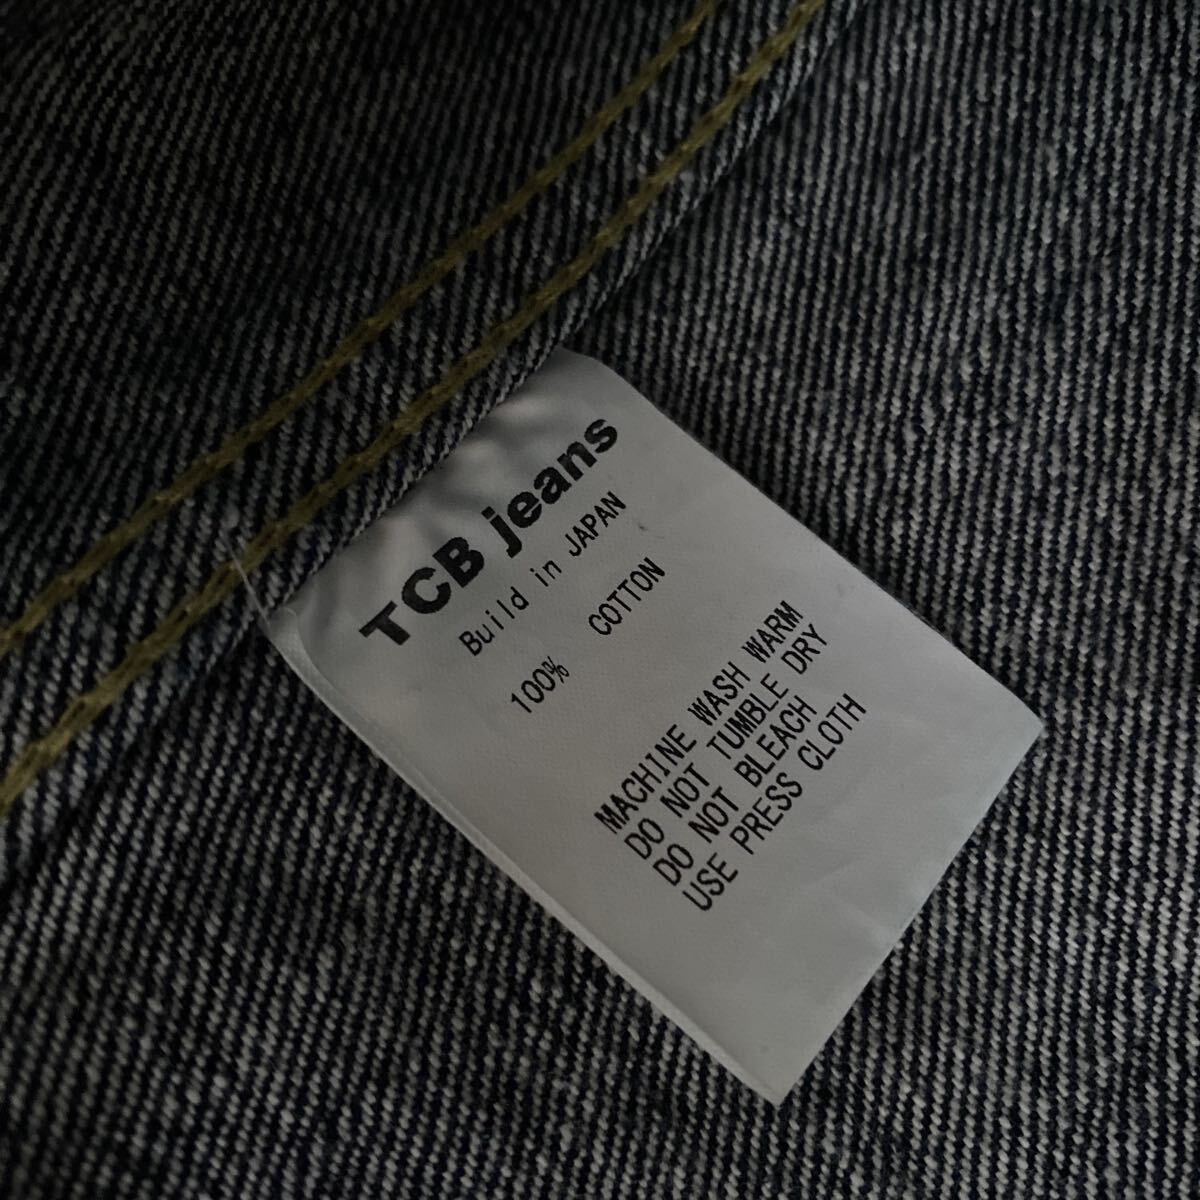 TCB jeans
Build in JAPAN
100% COTTON
MACHINE WASH WARM
DO NOT TUMBLE DRY
DO NOT BLEACH
USE PRESS CLOTH